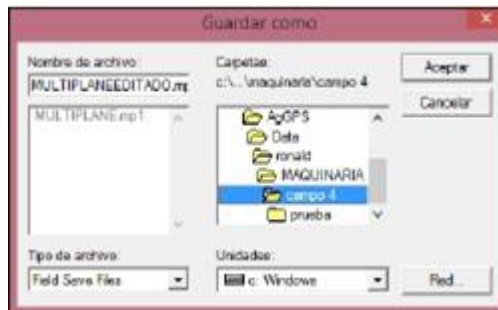 Guardar como
Nombre de archivo:
MULTIPLANEEDITADO.mp
MULTIPLANE.mp1
Tipo de archivo:
Field Save Files
Carpetas:
c:\...\maquinaria\campo 4
AgGPS
Data
ronald
MAQUINARIA
campo 4
prueba
Unidades:
c: Windows
Aceptar
Cancelar
Red...